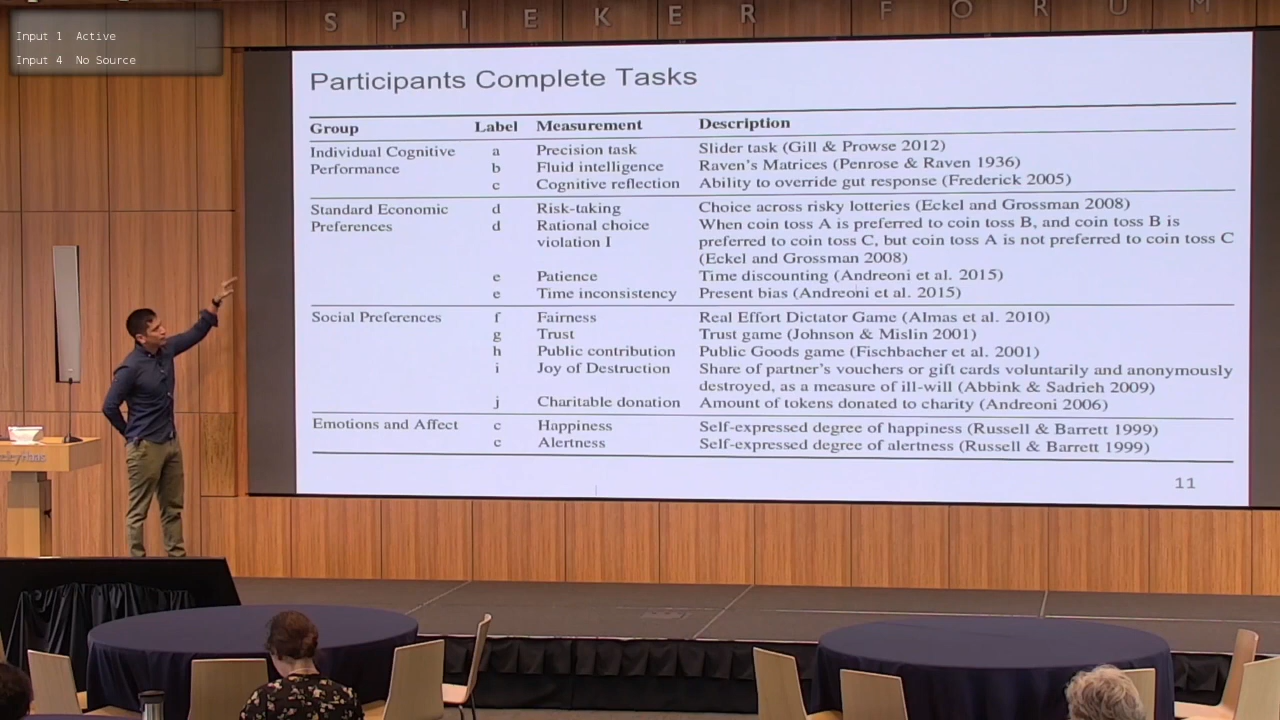 SPIEKER FORUM
Input 1 Active
Input 4 No Source
Participants Complete Tasks
Group Label Measurement Description
Individual Cognitive a Precision task Slider task (Gill & Prowse 2012)
Performance b Fluid intelligence Raven's Matrices (Penrose & Raven 1936)
c Cognitive reflection Ability to override gut response (Frederick 2005)
Standard Economic d Risk-taking Choice across risky lotteries (Eckel and Grossman 2008)
Preferences d Rational choice When coin toss A is preferred to coin toss B, and coin toss B is
violation I preferred to coin toss C, but coin toss A is not preferred to coin toss C
(Eckel and Grossman 2008)
e Patience Time discounting (Andreoni et al. 2015)
e Time inconsistency Present bias (Andreoni et al. 2015)
Social Preferences f Fairness Real Effort Dictator Game (Almas et al. 2010)
g Trust Trust game (Johnson & Mislin 2001)
h Public contribution Public Goods game (Fischbacher et al. 2001)
i Joy of Destruction Share of partner's vouchers or gift cards voluntarily and anonymously
destroyed, as a measure of ill-will (Abbink & Sadrieh 2009)
j Charitable donation Amount of tokens donated to charity (Andreoni 2006)
Emotions and Affect c Happiness Self-expressed degree of happiness (Russell & Barrett 1999)
c Alertness Self-expressed degree of alertness (Russell & Barrett 1999)
11